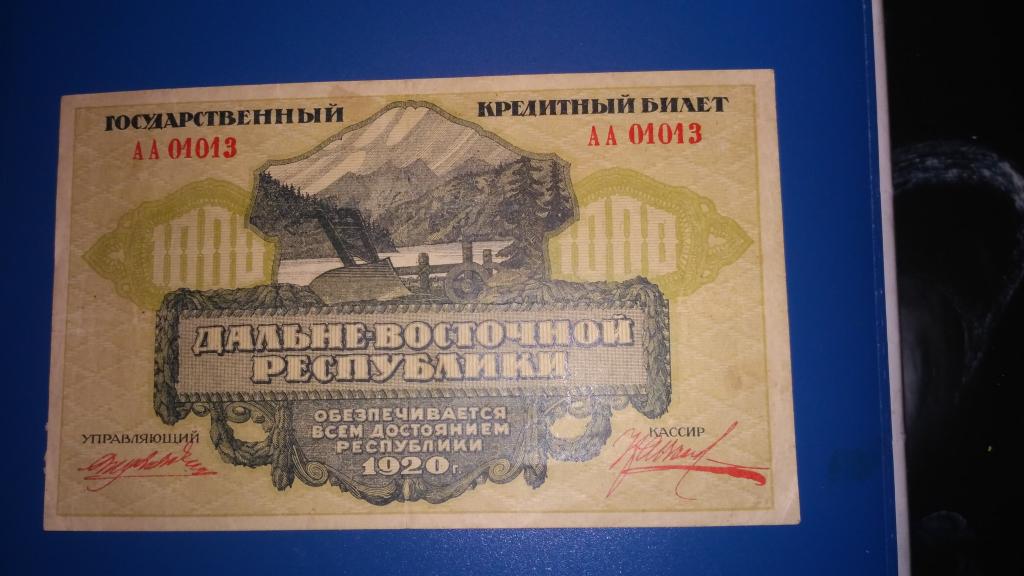 ГОСУДАРСТВЕННЫЙ КРЕДИТНЫЙ БИЛЕТ
АА 01013 АА 01013
1000 1000
ДАЛЬНЕ-ВОСТОЧНОЙ
РЕСПУБЛИКИ
ОБЕЗПЕЧИВАЕТСЯ
ВСЕМ ДОСТОЯНИЕМ
РЕСПУБЛИКИ
1920 г.
УПРАВЛЯЮЩИЙ КАССИР